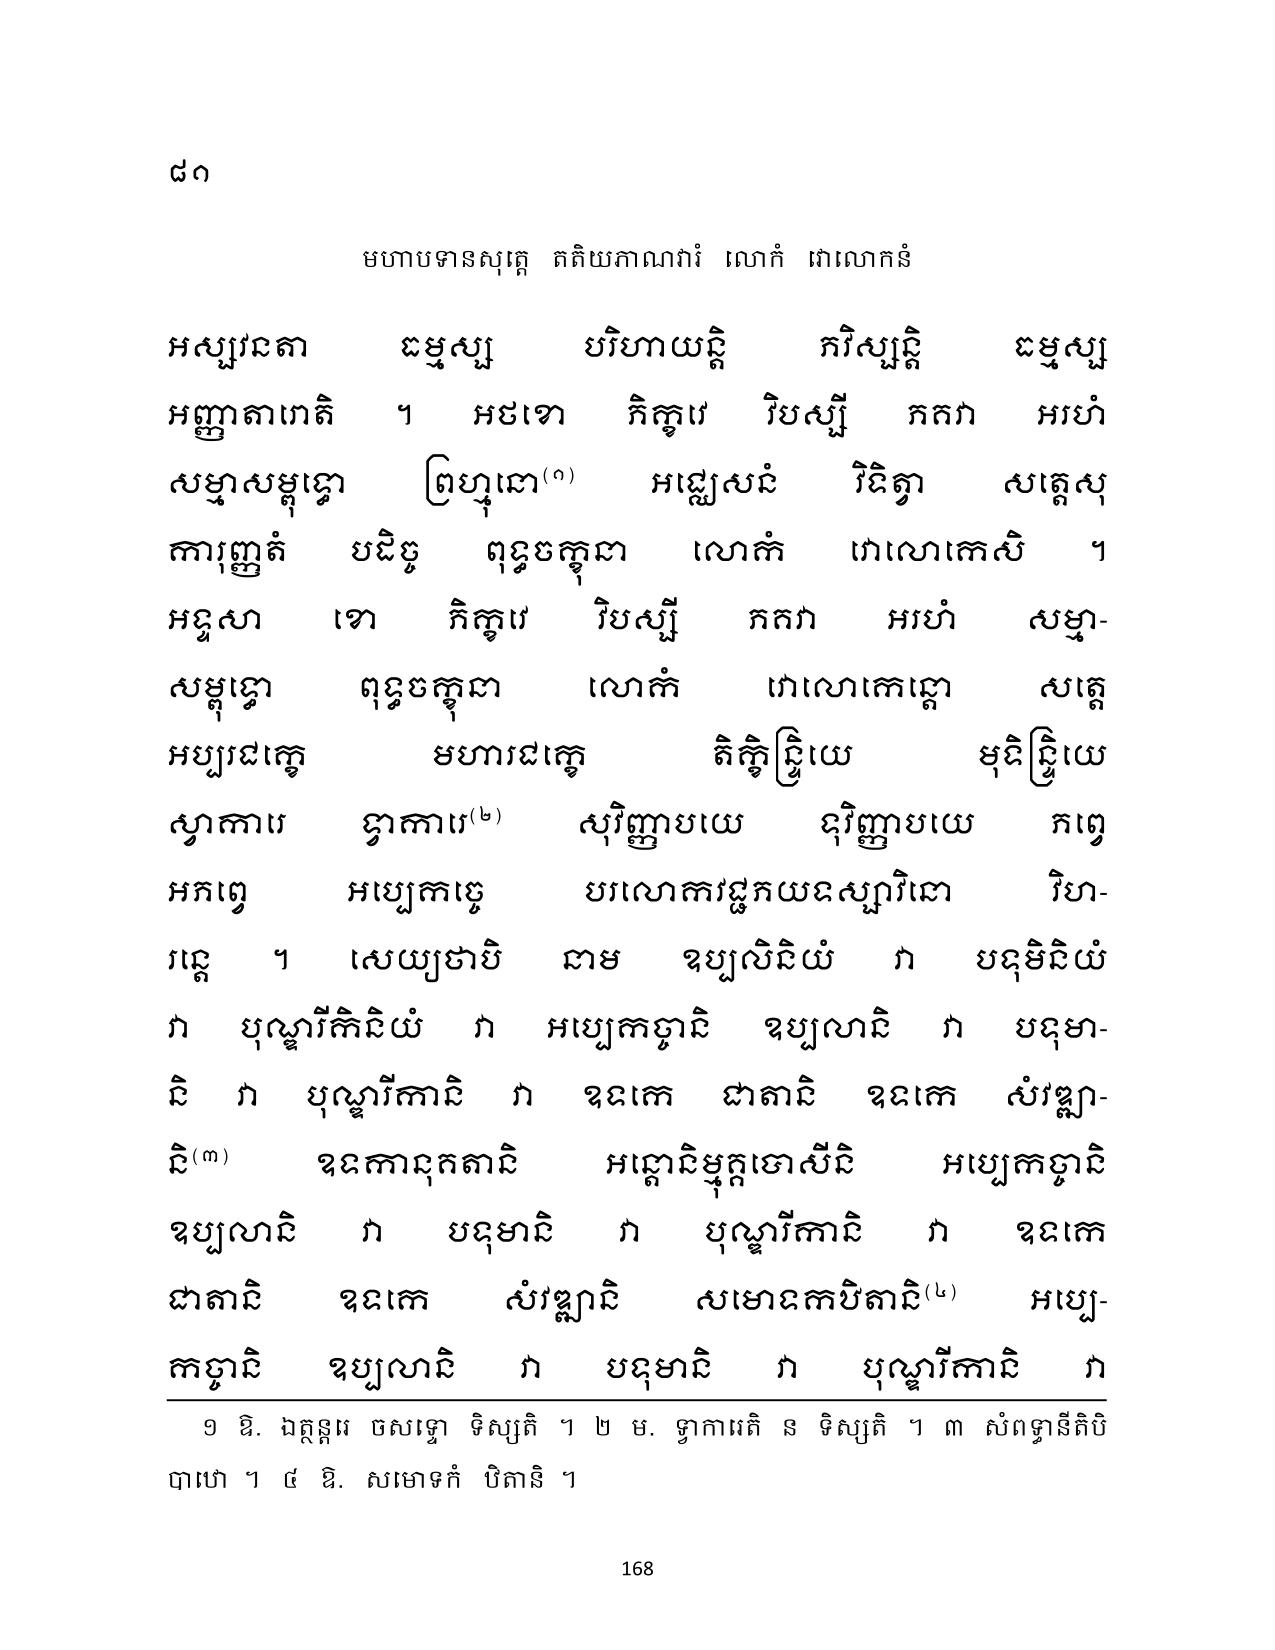 ៨១
មហាបទានសុត្តេ តតិយភាណវារំ លោកំ វោលោកនំ
អស្សវនតា ធម្មស្ស បរិហាយន្តិ ភវិស្សន្តិ ធម្មស្ស
អញ្ញាតារោតិ ។ អថខោ ភិក្ខវេ វិបស្សី ភគវា អរហំ
សម្មាសម្ពុទ្ធោ ព្រហ្មុនោ(១) អជ្ឈេសនំ វិទិត្វា សត្តេសុ
ការុញ្ញតំ បដិច្ច ពុទ្ធចក្ខុនា លោកំ វោលោកេសិ ។
អទ្ទសា ខោ ភិក្ខវេ វិបស្សី ភគវា អរហំ សម្មា-
សម្ពុទ្ធោ ពុទ្ធចក្ខុនា លោកំ វោលោកេន្តោ សត្តេ
អប្បរជក្ខេ មហារជក្ខេ តិក្ខិន្ទ្រិយេ មុទិន្ទ្រិយេ
ស្វាការេ ទ្វាការេ(២) សុវិញ្ញាបយេ ទុវិញ្ញាបយេ ភព្វេ
អភព្វេ អប្បេកច្ចេ បរលោកវជ្ជភយទស្សាវិនោ វិហ-
រន្តេ ។ សេយ្យថាបិ នាម ឧប្បលិនិយំ វា បទុមិនិយំ
វា បុណ្ឌរីកិនិយំ វា អប្បេកច្ចានិ ឧប្បលានិ វា បទុមា-
និ វា បុណ្ឌរីកានិ វា ឧទកេ ជាតានិ ឧទកេ សំវឌ្ឍា-
និ(៣) ឧទកានុគតានិ អន្តោនិម្មុគ្គបោសីនិ អប្បេកច្ចានិ
ឧប្បលានិ វា បទុមានិ វា បុណ្ឌរីកានិ វា ឧទកេ
ជាតានិ ឧទកេ សំវឌ្ឍានិ សមោទកឋិតានិ(៤) អប្បេ-
កច្ចានិ ឧប្បលានិ វា បទុមានិ វា បុណ្ឌរីកានិ វា
១ ឱ. ឯត្ថន្តរេ ចសទ្ទោ ទិស្សតិ ។ ២ ម. ទ្វាការេតិ ន ទិស្សតិ ។ ៣ សំពទ្ធានីតិបិ
បាឋោ ។ ៤ ឱ. សមោទកំ ឋិតានិ ។
168